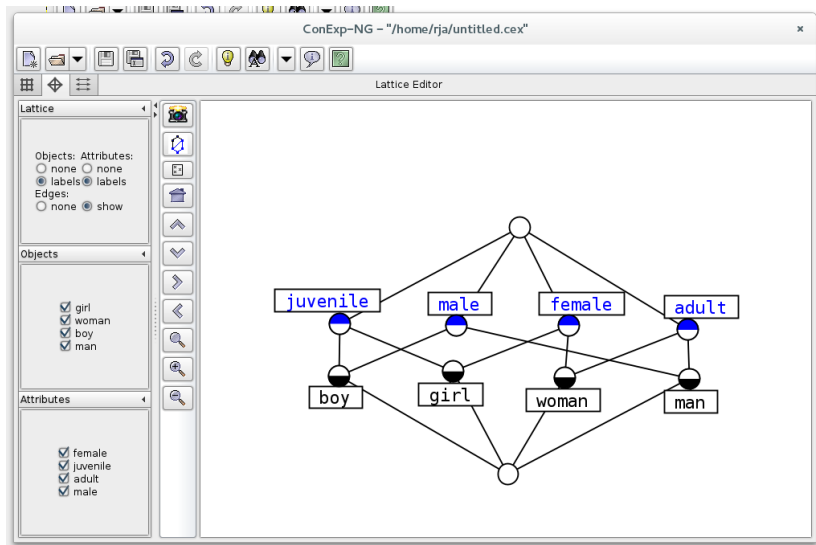 ConExp-NG - "/home/rja/untitled.cex"
×
Lattice Editor
Lattice
Objects: Attributes:
none none
labels labels
Edges:
none show
Objects
girl
woman
boy
man
Attributes
female
juvenile
adult
male
juvenile
male
female
adult
boy
girl
woman
man